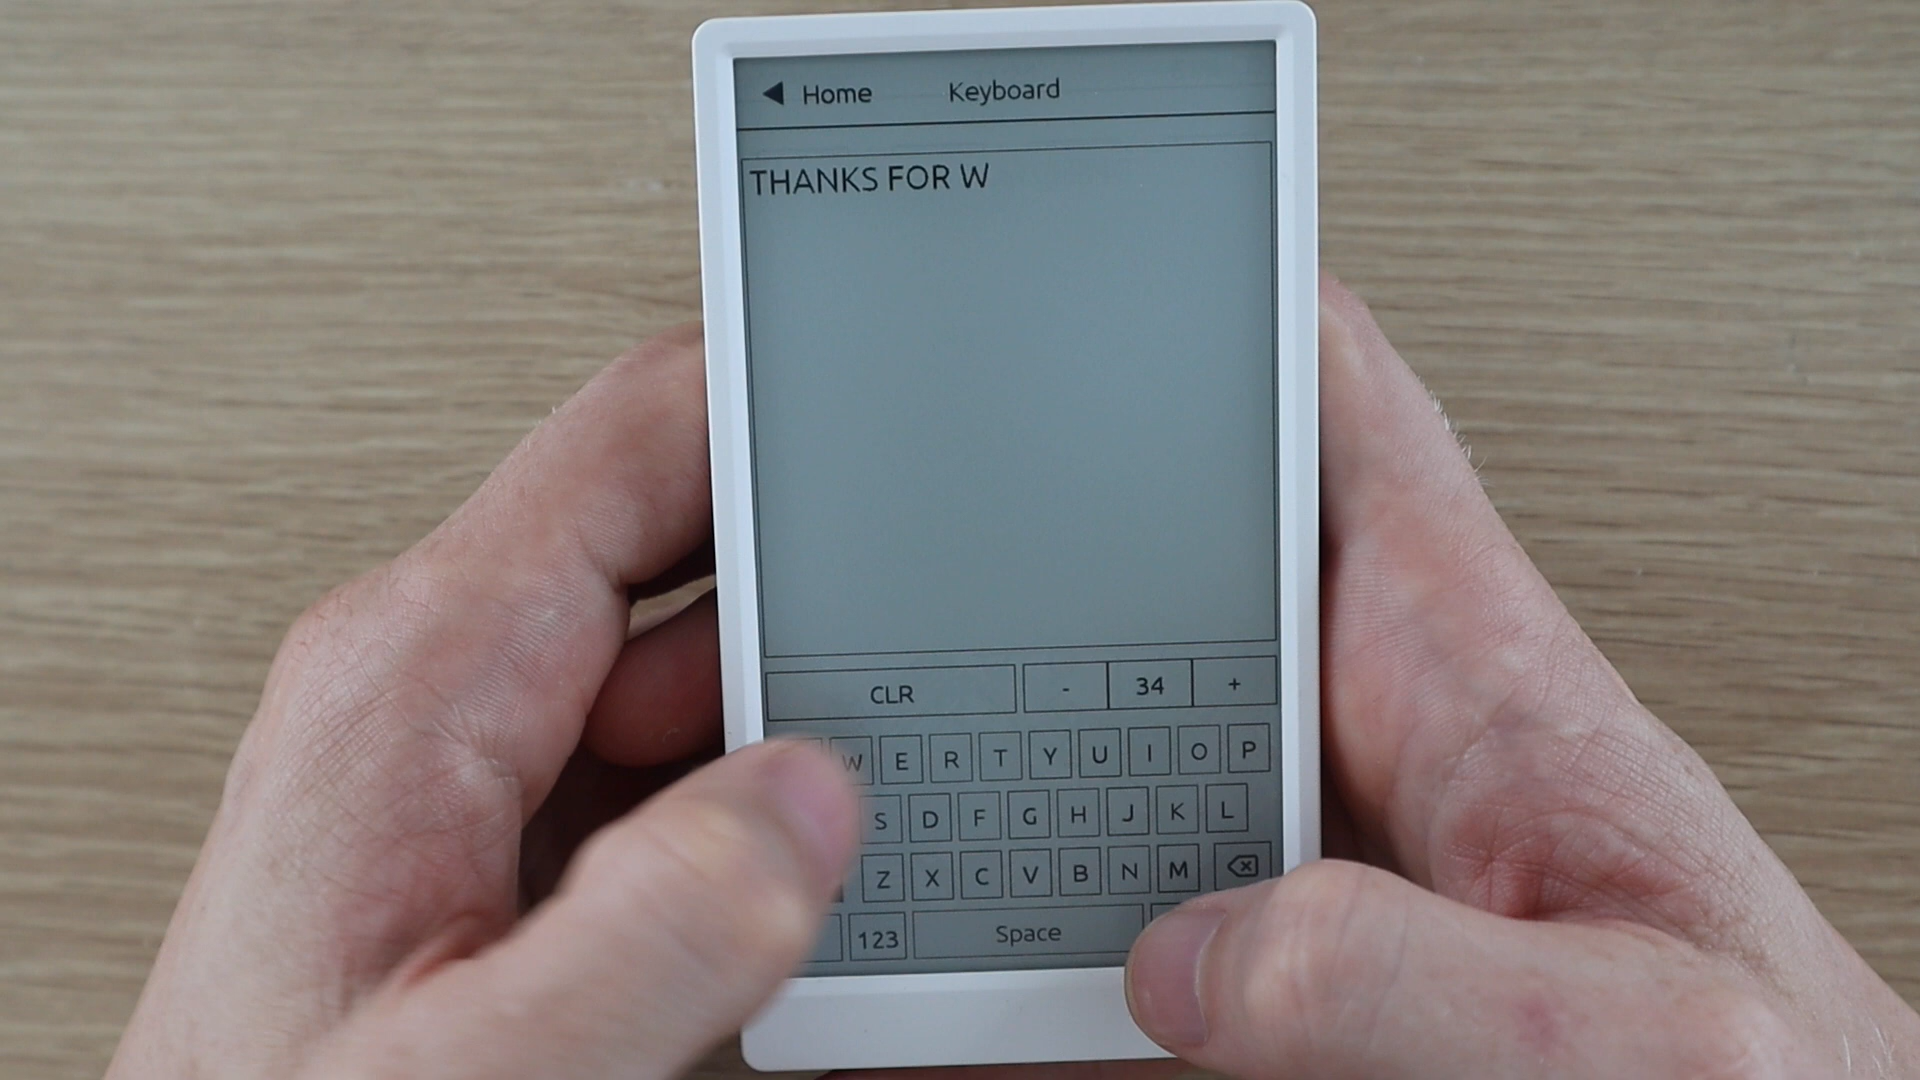 ◀ Home Keyboard
THANKS FOR W
CLR - 34 +
W E R T Y U I O P
S D F G H J K L
Z X C V B N M
123 Space